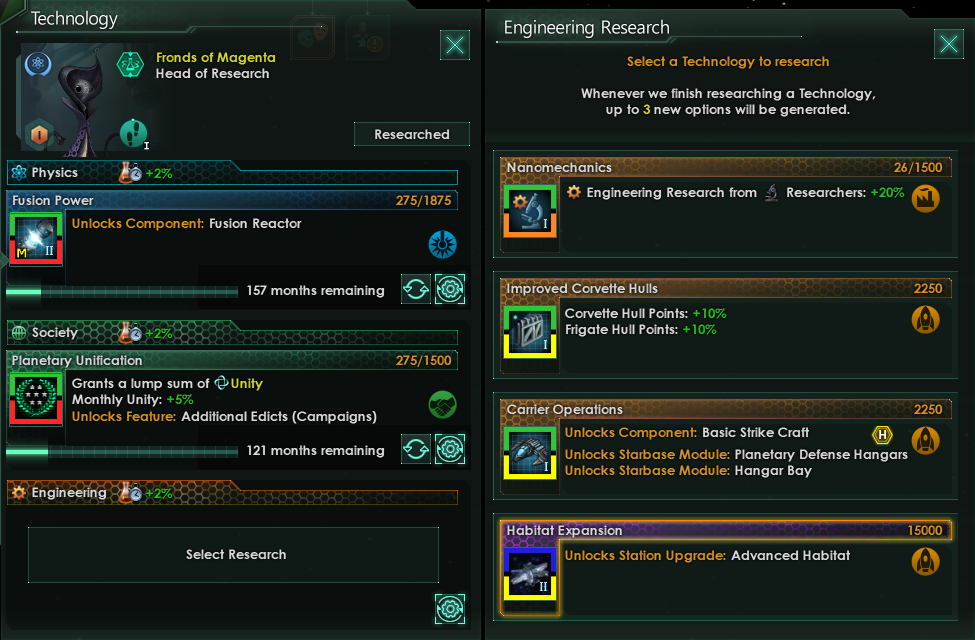 Technology
Fronds of Magenta
Head of Research
I
I
Researched
Physics +2%
Fusion Power 275/1875
Unlocks Component: Fusion Reactor
M II
157 months remaining
Society +2%
Planetary Unification 275/1500
Grants a lump sum of Unity
Monthly Unity: +5%
Unlocks Feature: Additional Edicts (Campaigns)
121 months remaining
Engineering +2%
Select Research
Engineering Research
Select a Technology to research
Whenever we finish researching a Technology,
up to 3 new options will be generated.
Nanomechanics 26/1500
Engineering Research from Researchers: +20%
I
Improved Corvette Hulls 2250
Corvette Hull Points: +10%
Frigate Hull Points: +10%
I
Carrier Operations 2250
Unlocks Component: Basic Strike Craft H
Unlocks Starbase Module: Planetary Defense Hangars
Unlocks Starbase Module: Hangar Bay
I
Habitat Expansion 15000
Unlocks Station Upgrade: Advanced Habitat
II